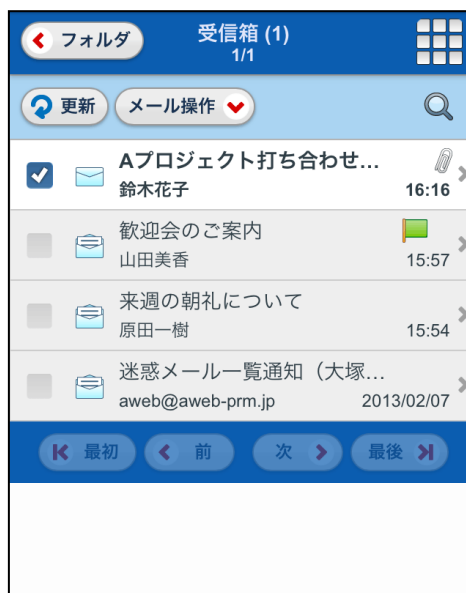 フォルダ
受信箱 (1)
1/1
更新
メール操作
Aプロジェクト打ち合わせ...
鈴木花子
16:16
歓迎会のご案内
山田美香
15:57
来週の朝礼について
原田一樹
15:54
迷惑メール一覧通知（大塚...
aweb@aweb-prm.jp
2013/02/07
最初
前
次
最後